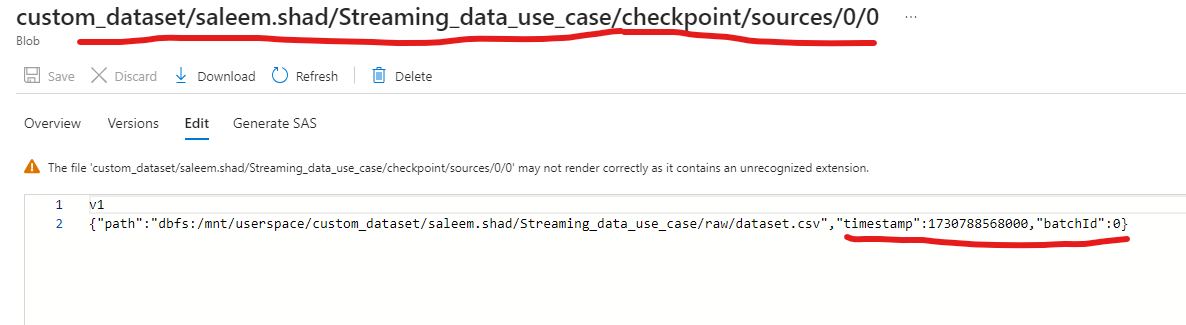 custom_dataset/saleem.shad/Streaming_data_use_case/checkpoint/sources/0/0 ...
Blob
Save Discard Download Refresh Delete
Overview Versions Edit Generate SAS
The file 'custom_dataset/saleem.shad/Streaming_data_use_case/checkpoint/sources/0/0' may not render correctly as it contains an unrecognized extension.
1 v1
2 {"path":"dbfs:/mnt/userspace/custom_dataset/saleem.shad/Streaming_data_use_case/raw/dataset.csv","timestamp":1730788568000,"batchId":0}